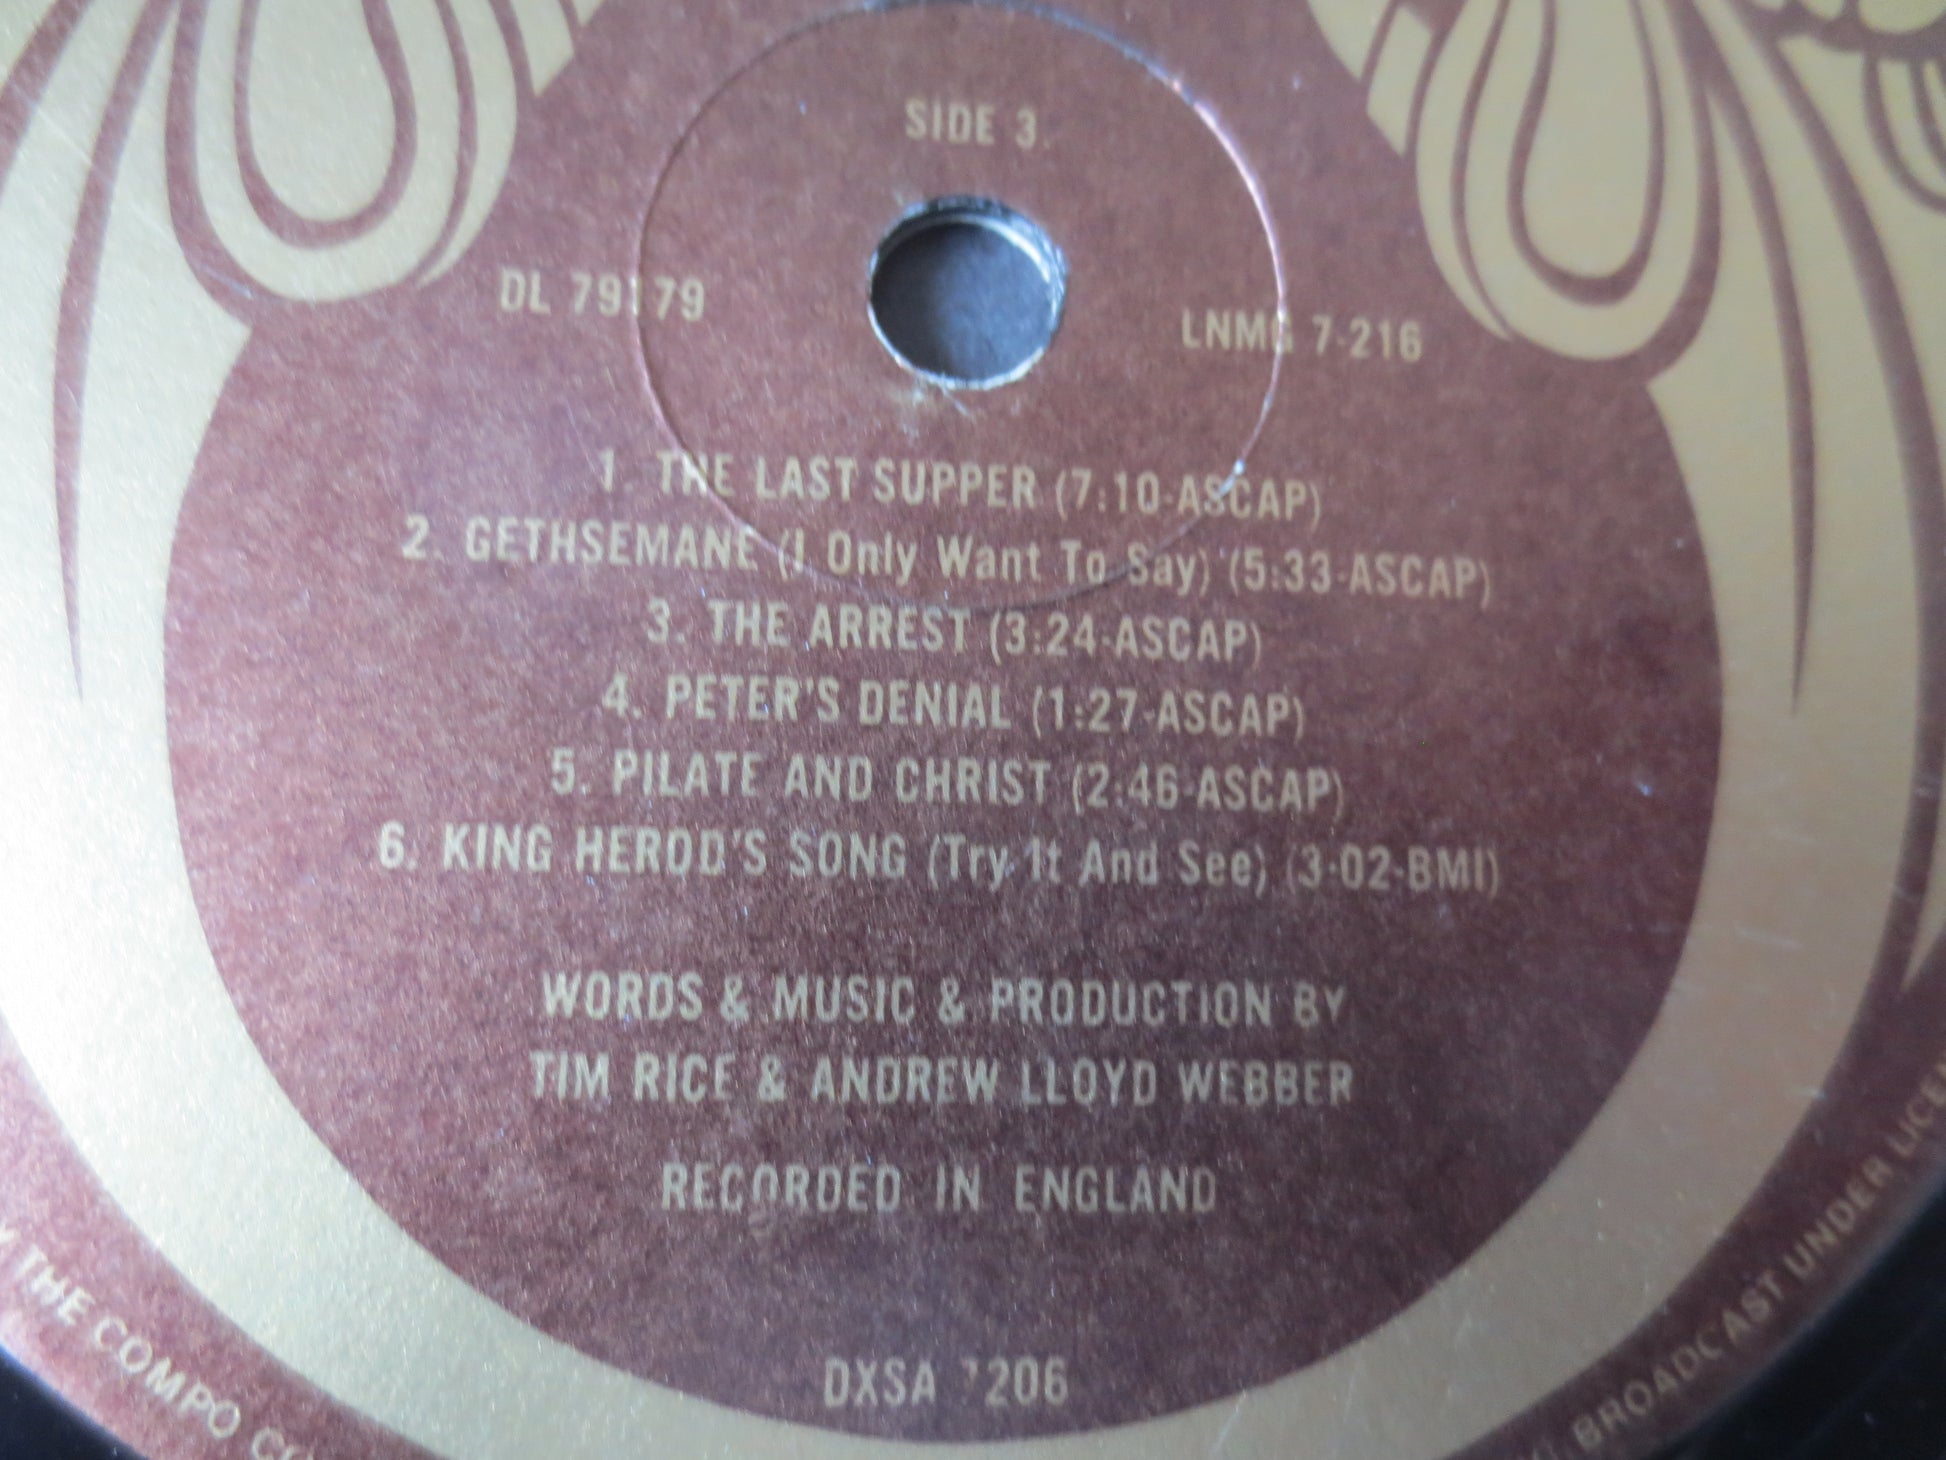 SIDE 3.
DL 79179
LNMG 7-216
1. THE LAST SUPPER (7:10-ASCAP)
2. GETHSEMANE (I Only Want To Say) (5:33-ASCAP)
3. THE ARREST (3:24-ASCAP)
4. PETER'S DENIAL (1:27-ASCAP)
5. PILATE AND CHRIST (2:46-ASCAP)
6. KING HEROD'S SONG (Try It And See) (3-02-BMI)
WORDS & MUSIC & PRODUCTION BY
TIM RICE & ANDREW LLOYD WEBBER
RECORDED IN ENGLAND
DXSA 7206
THE COMPO
BROADCAST UNDER